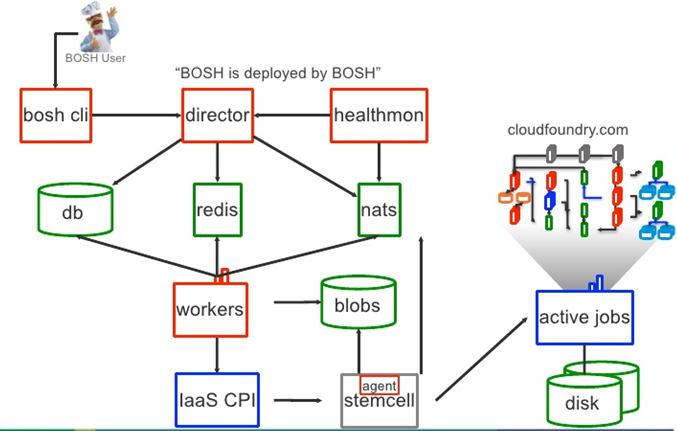 BOSH User
“BOSH is deployed by BOSH”
bosh cli
director
healthmon
cloudfoundry.com
db
redis
nats
workers
blobs
active jobs
IaaS CPI
agent
stemcell
disk